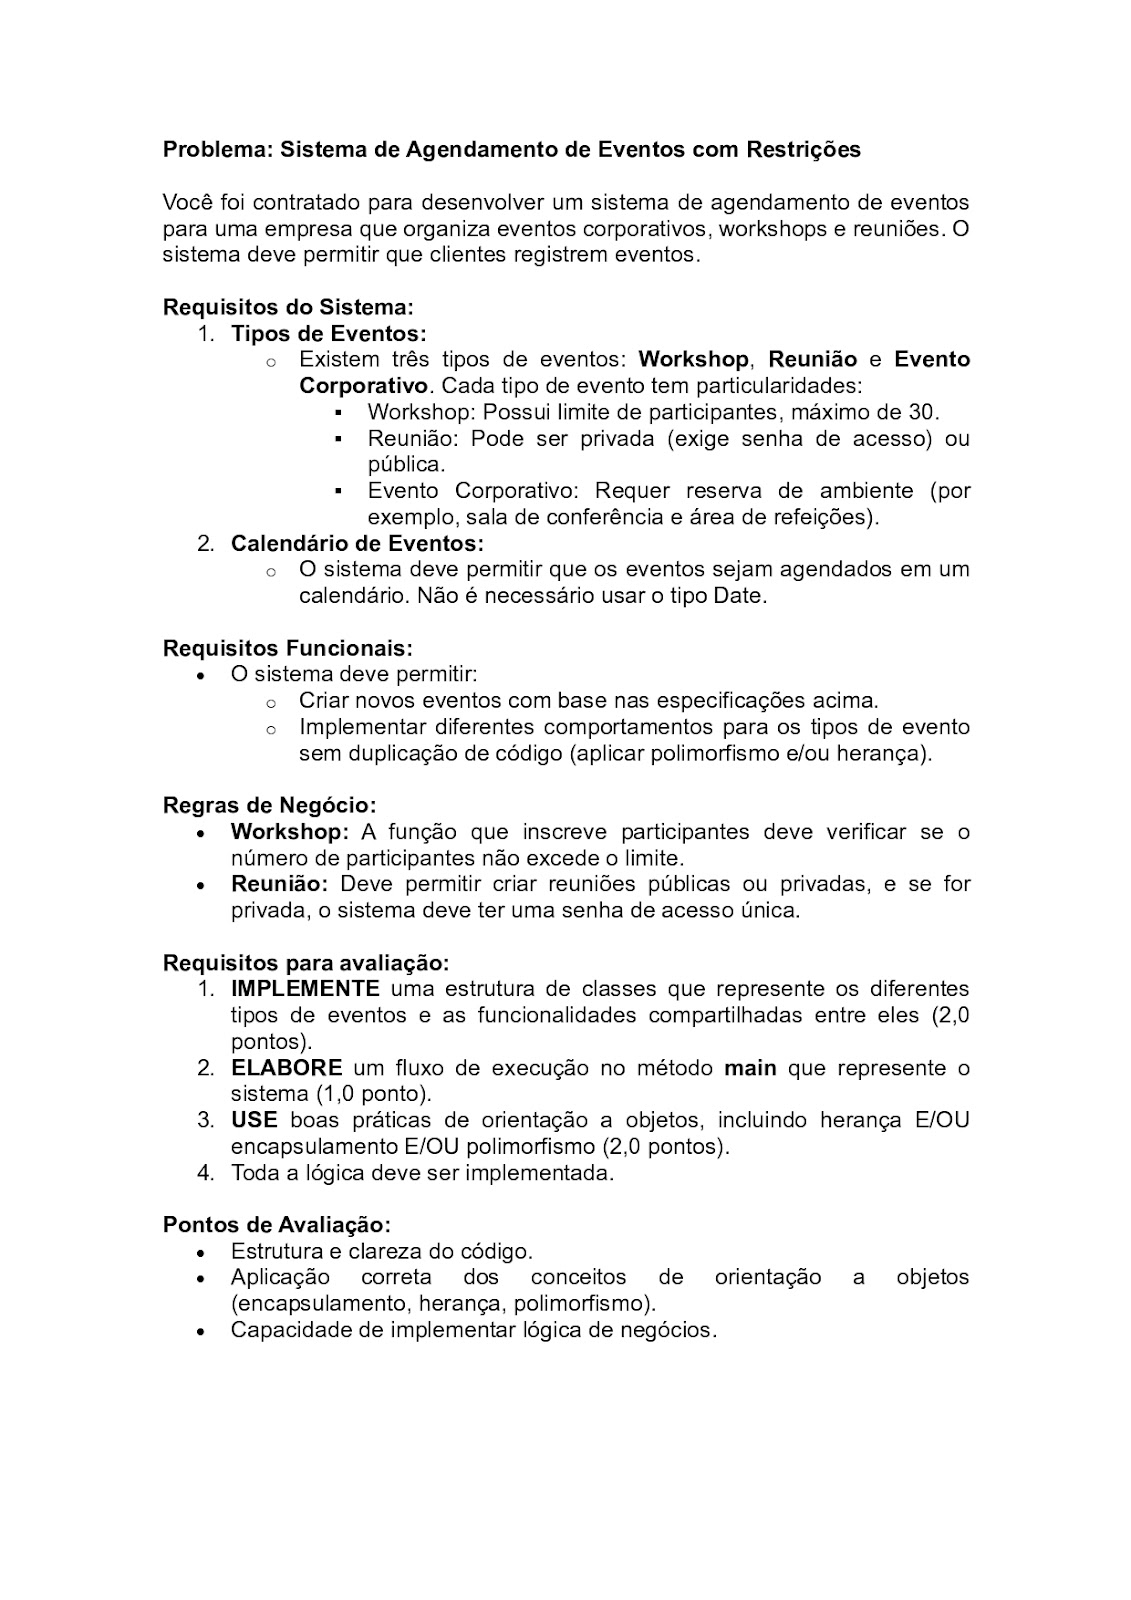 Problema: Sistema de Agendamento de Eventos com Restrições
Você foi contratado para desenvolver um sistema de agendamento de eventos
para uma empresa que organiza eventos corporativos, workshops e reuniões. O
sistema deve permitir que clientes registrem eventos.
Requisitos do Sistema:
1. Tipos de Eventos:
o Existem três tipos de eventos: Workshop, Reunião e Evento
Corporativo. Cada tipo de evento tem particularidades:
▪ Workshop: Possui limite de participantes, máximo de 30.
▪ Reunião: Pode ser privada (exige senha de acesso) ou
pública.
▪ Evento Corporativo: Requer reserva de ambiente (por
exemplo, sala de conferência e área de refeições).
2. Calendário de Eventos:
o O sistema deve permitir que os eventos sejam agendados em um
calendário. Não é necessário usar o tipo Date.
Requisitos Funcionais:
• O sistema deve permitir:
o Criar novos eventos com base nas especificações acima.
o Implementar diferentes comportamentos para os tipos de evento
sem duplicação de código (aplicar polimorfismo e/ou herança).
Regras de Negócio:
• Workshop: A função que inscreve participantes deve verificar se o
número de participantes não excede o limite.
• Reunião: Deve permitir criar reuniões públicas ou privadas, e se for
privada, o sistema deve ter uma senha de acesso única.
Requisitos para avaliação:
1. IMPLEMENTE uma estrutura de classes que represente os diferentes
tipos de eventos e as funcionalidades compartilhadas entre eles (2,0
pontos).
2. ELABORE um fluxo de execução no método main que represente o
sistema (1,0 ponto).
3. USE boas práticas de orientação a objetos, incluindo herança E/OU
encapsulamento E/OU polimorfismo (2,0 pontos).
4. Toda a lógica deve ser implementada.
Pontos de Avaliação:
• Estrutura e clareza do código.
• Aplicação correta dos conceitos de orientação a objetos
(encapsulamento, herança, polimorfismo).
• Capacidade de implementar lógica de negócios.